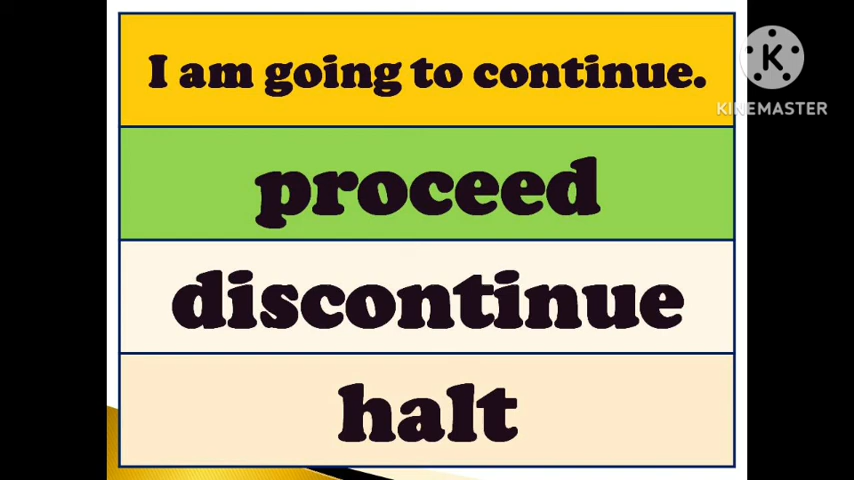 I am going to continue.
K
KINEMASTER
proceed
discontinue
halt